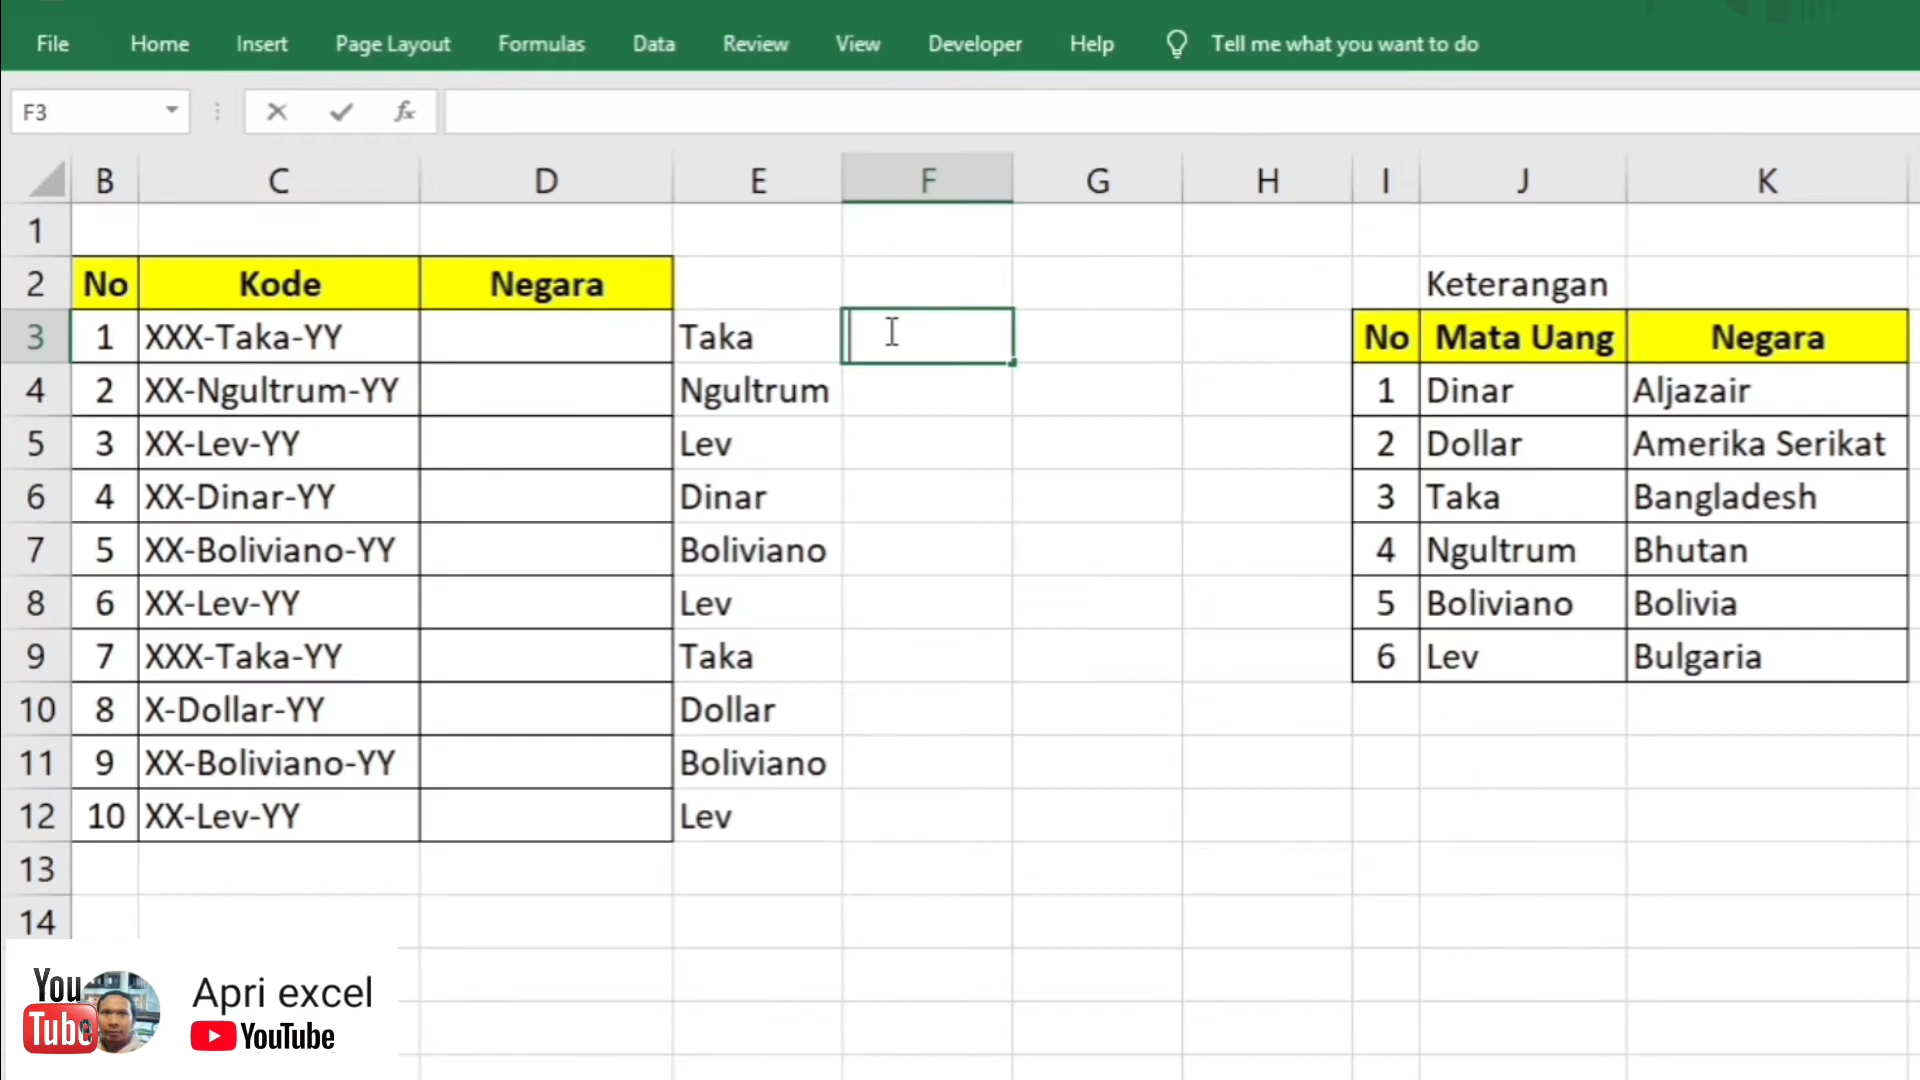 File Home Insert Page Layout Formulas Data Review View Developer Help Tell me what you want to do
F3 fx
B C D E F G H I J K
1
2 No Kode Negara Keterangan
3 1 XXX-Taka-YY Taka No Mata Uang Negara
4 2 XX-Ngultrum-YY Ngultrum 1 Dinar Aljazair
5 3 XX-Lev-YY Lev 2 Dollar Amerika Serikat
6 4 XX-Dinar-YY Dinar 3 Taka Bangladesh
7 5 XX-Boliviano-YY Boliviano 4 Ngultrum Bhutan
8 6 XX-Lev-YY Lev 5 Boliviano Bolivia
9 7 XXX-Taka-YY Taka 6 Lev Bulgaria
10 8 X-Dollar-YY Dollar
11 9 XX-Boliviano-YY Boliviano
12 10 XX-Lev-YY Lev
13
14
You Tube
Apri excel
YouTube